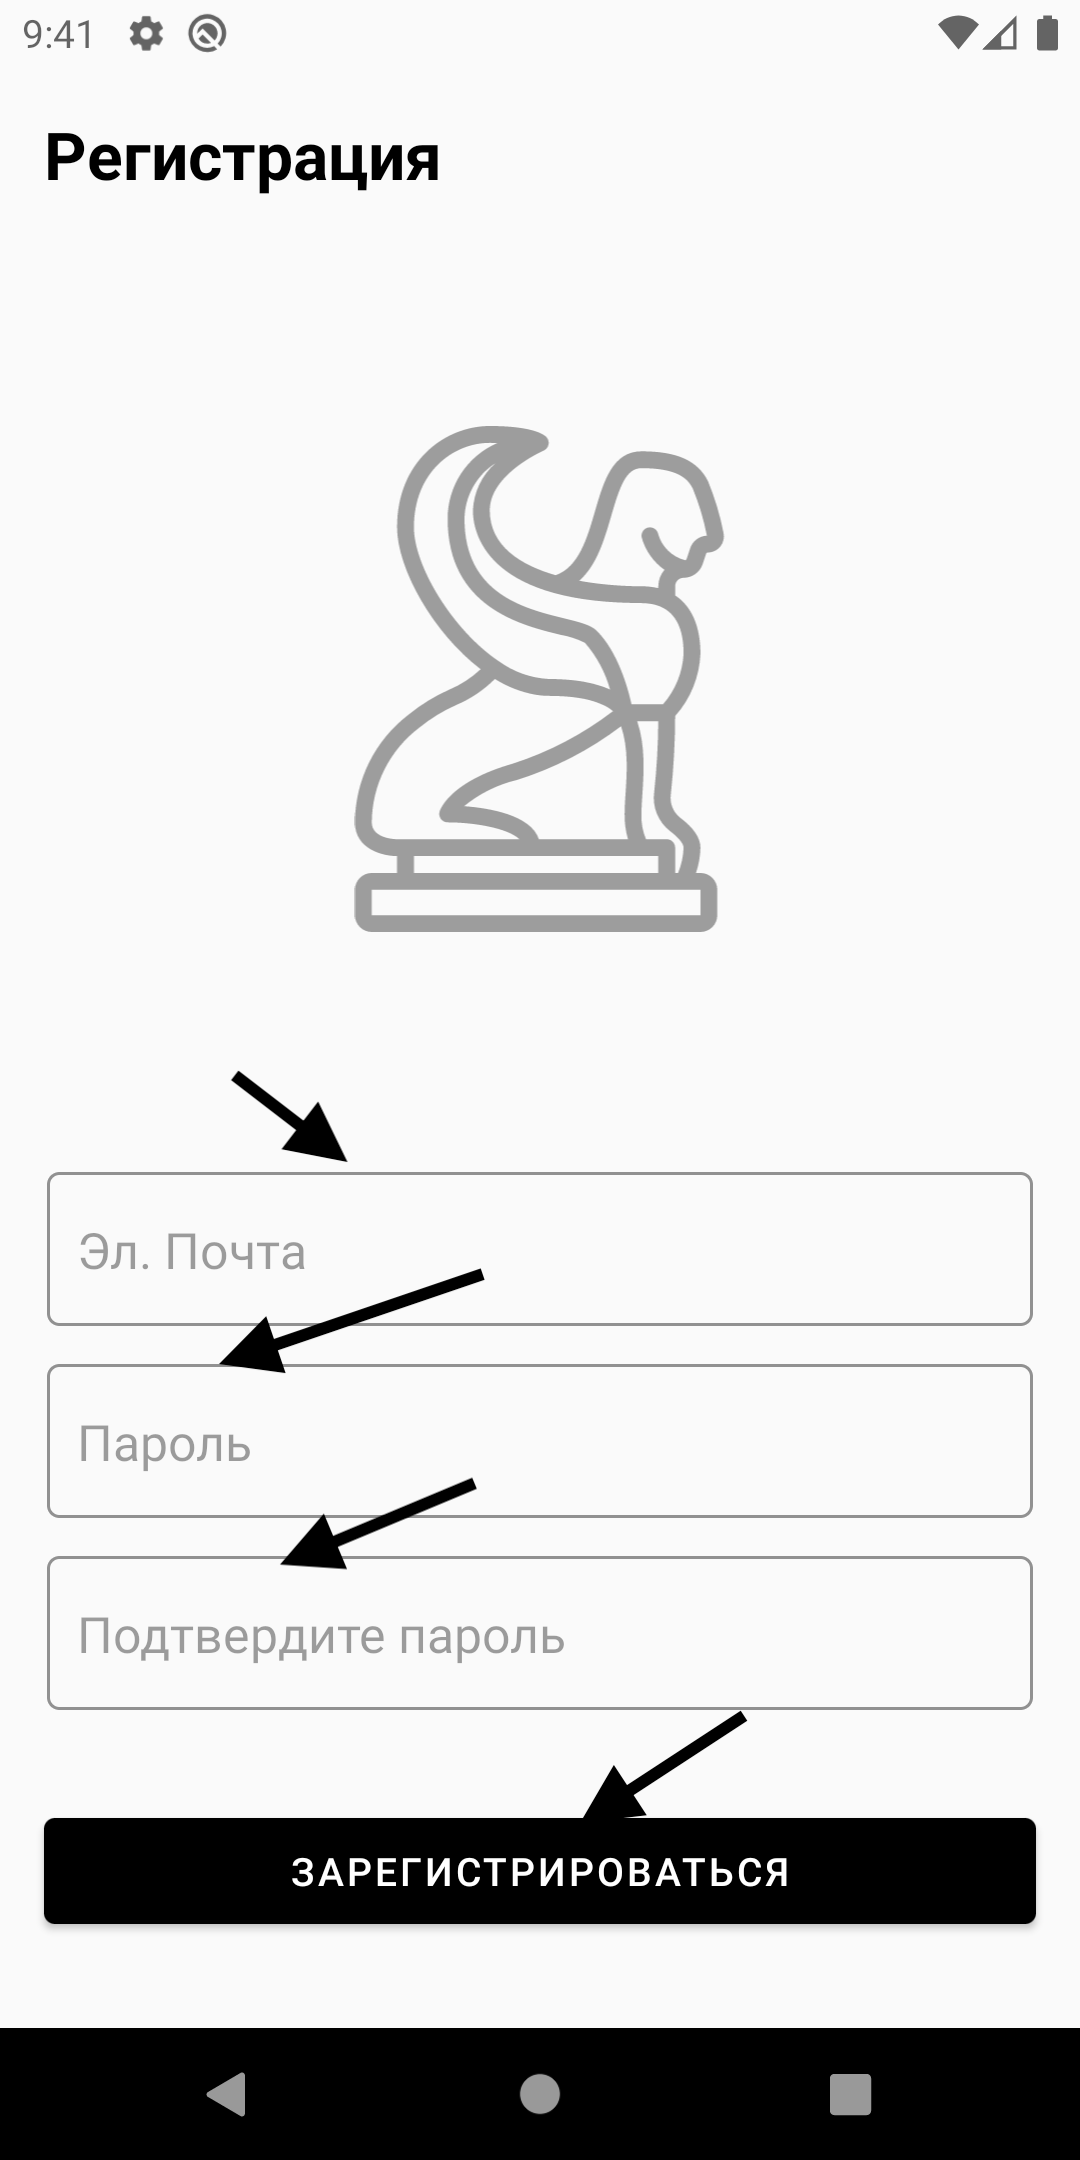 9:41
Регистрация
Эл. Почта
Пароль
Подтвердите пароль
ЗАРЕГИСТРИРОВАТЬСЯ